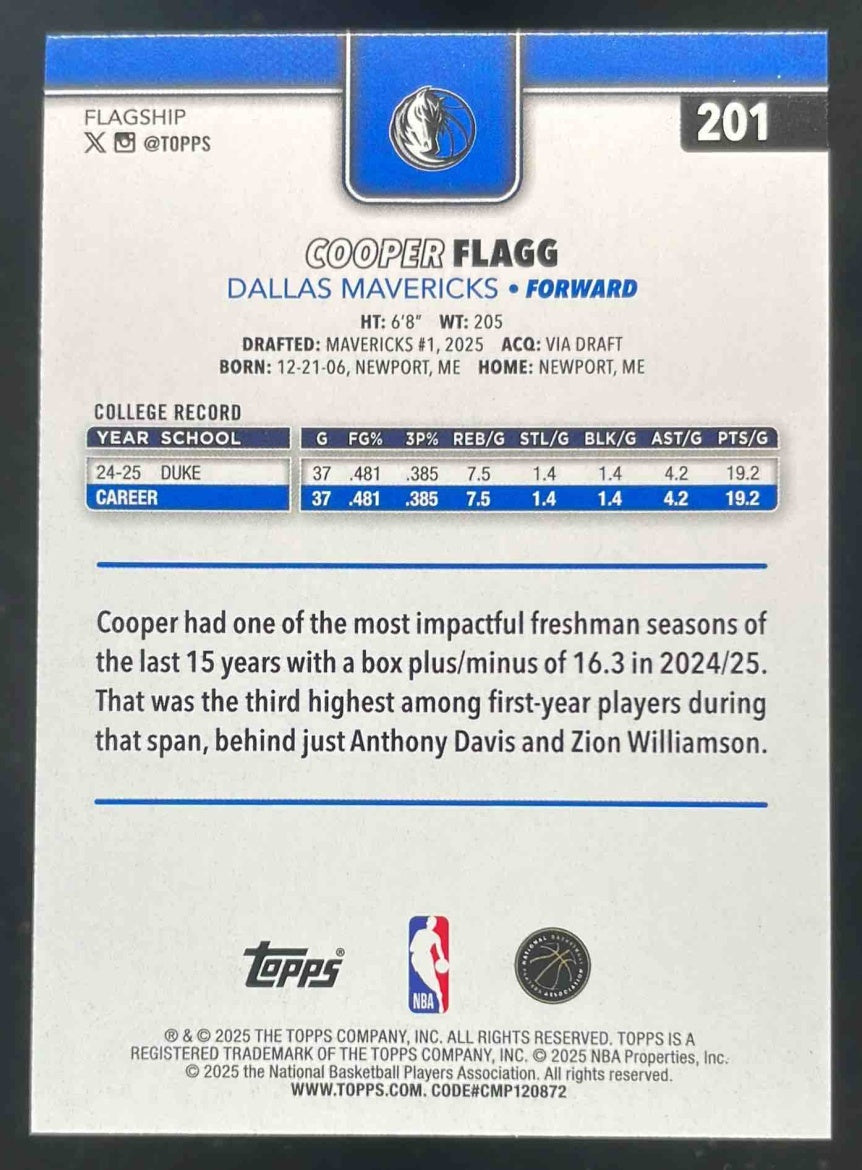 FLAGSHIP
@TOPPS
201
COOPER FLAGG
DALLAS MAVERICKS • FORWARD
HT: 6'8" WT: 205
DRAFTED: MAVERICKS #1, 2025 ACQ: VIA DRAFT
BORN: 12-21-06, NEWPORT, ME HOME: NEWPORT, ME
COLLEGE RECORD
YEAR SCHOOL G FG% 3P% REB/G STL/G BLK/G AST/G PTS/G
24-25 DUKE 37 .481 .385 7.5 1.4 1.4 4.2 19.2
CAREER 37 .481 .385 7.5 1.4 1.4 4.2 19.2
Cooper had one of the most impactful freshman seasons of
the last 15 years with a box plus/minus of 16.3 in 2024/25.
That was the third highest among first-year players during
that span, behind just Anthony Davis and Zion Williamson.
topps®
NBA
® & © 2025 THE TOPPS COMPANY, INC. ALL RIGHTS RESERVED. TOPPS IS A
REGISTERED TRADEMARK OF THE TOPPS COMPANY, INC. © 2025 NBA Properties, Inc.
© 2025 the National Basketball Players Association. All rights reserved.
WWW.TOPPS.COM. CODE#CMP120872